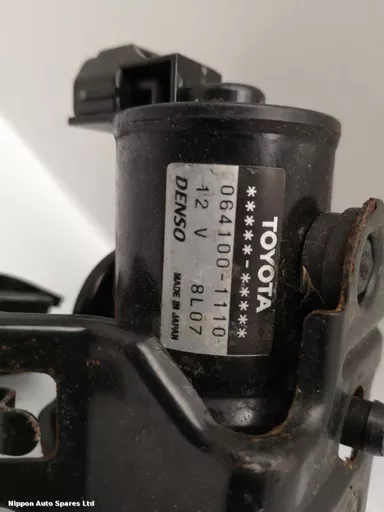 TOYOTA
*****-*****
064100-1110
12 V 8L07
DENSO MADE IN JAPAN
Nippon Auto Spares Ltd